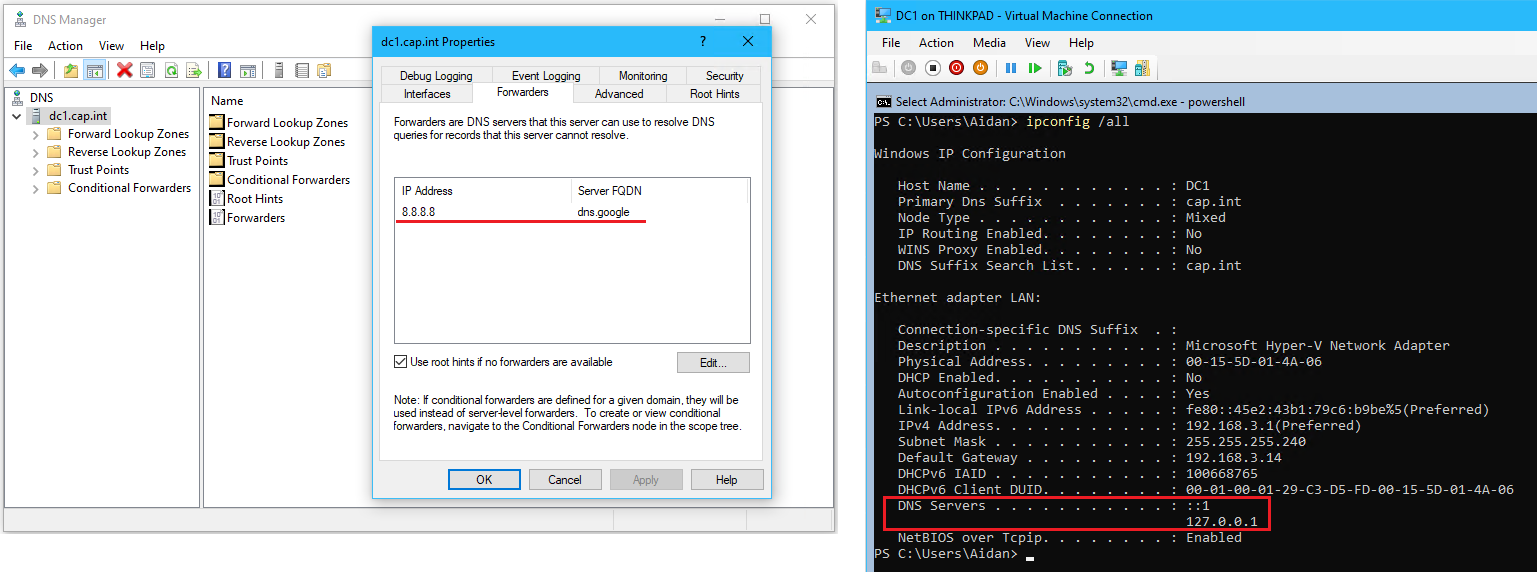 DNS Manager
File Action View Help
DNS
dc1.cap.int
Forward Lookup Zones
Reverse Lookup Zones
Trust Points
Conditional Forwarders
Name
Forward Lookup Zones
Reverse Lookup Zones
Trust Points
Conditional Forwarders
Root Hints
Forwarders
dc1.cap.int Properties
Debug Logging Event Logging Monitoring Security
Interfaces Forwarders Advanced Root Hints
Forwarders are DNS servers that this server can use to resolve DNS
queries for records that this server cannot resolve.
IP Address Server FQDN
8.8.8.8 dns.google
Use root hints if no forwarders are available Edit...
Note: If conditional forwarders are defined for a given domain, they will be
used instead of server-level forwarders. To create or view conditional
forwarders, navigate to the Conditional Forwarders node in the scope tree.
OK Cancel Apply Help
DC1 on THINKPAD - Virtual Machine Connection
File Action Media View Help
Select Administrator: C:\Windows\system32\cmd.exe - powershell
PS C:\Users\Aidan> ipconfig /all
Windows IP Configuration
Host Name . . . . . . . . . . . . : DC1
Primary Dns Suffix . . . . . . . : cap.int
Node Type . . . . . . . . . . . . : Mixed
IP Routing Enabled. . . . . . . . : No
WINS Proxy Enabled. . . . . . . . : No
DNS Suffix Search List. . . . . . : cap.int
Ethernet adapter LAN:
Connection-specific DNS Suffix . :
Description . . . . . . . . . . . : Microsoft Hyper-V Network Adapter
Physical Address. . . . . . . . . : 00-15-5D-01-4A-06
DHCP Enabled. . . . . . . . . . . : No
Autoconfiguration Enabled . . . . : Yes
Link-local IPv6 Address . . . . . : fe80::45e2:43b1:79c6:b9be%5(Preferred)
IPv4 Address. . . . . . . . . . . : 192.168.3.1(Preferred)
Subnet Mask . . . . . . . . . . . : 255.255.255.240
Default Gateway . . . . . . . . . : 192.168.3.14
DHCPv6 IAID . . . . . . . . . . . : 100668765
DHCPv6 Client DUID. . . . . . . . : 00-01-00-01-29-C3-D5-FD-00-15-5D-01-4A-06
DNS Servers . . . . . . . . . . . : ::1
127.0.0.1
NetBIOS over Tcpip. . . . . . . . : Enabled
PS C:\Users\Aidan>